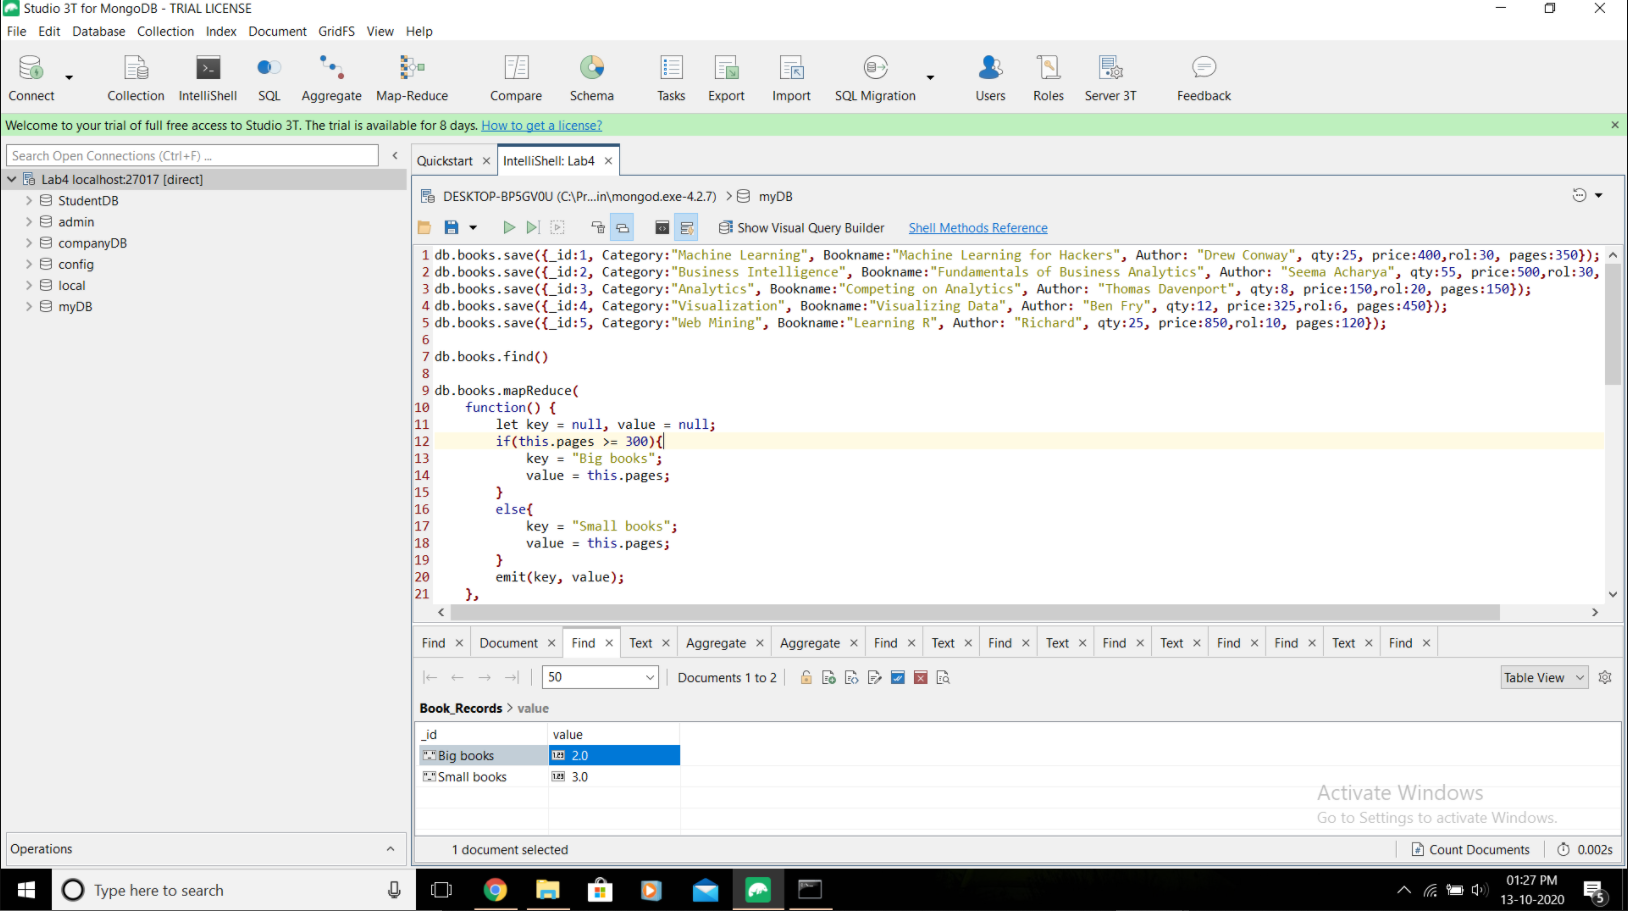 Studio 3T for MongoDB - TRIAL LICENSE
File Edit Database Collection Index Document GridFS View Help
Connect Collection IntelliShell SQL Aggregate Map-Reduce Compare Schema Tasks Export Import SQL Migration Users Roles Server 3T Feedback
Welcome to your trial of full free access to Studio 3T. The trial is available for 8 days. How to get a license?
Search Open Connections (Ctrl+F) ...
Lab4 localhost:27017 [direct]
StudentDB
admin
companyDB
config
local
myDB
Quickstart IntelliShell: Lab4
DESKTOP-BP5GV0U (C:\Pr...in\mongod.exe-4.2.7) > myDB
Show Visual Query Builder Shell Methods Reference
1 db.books.save({_id:1, Category:"Machine Learning", Bookname:"Machine Learning for Hackers", Author: "Drew Conway", qty:25, price:400,rol:30, pages:350});
2 db.books.save({_id:2, Category:"Business Intelligence", Bookname:"Fundamentals of Business Analytics", Author: "Seema Acharya", qty:55, price:500,rol:30,
3 db.books.save({_id:3, Category:"Analytics", Bookname:"Competing on Analytics", Author: "Thomas Davenport", qty:8, price:150,rol:20, pages:150});
4 db.books.save({_id:4, Category:"Visualization", Bookname:"Visualizing Data", Author: "Ben Fry", qty:12, price:325,rol:6, pages:450});
5 db.books.save({_id:5, Category:"Web Mining", Bookname:"Learning R", Author: "Richard", qty:25, price:850,rol:10, pages:120});
6
7 db.books.find()
8
9 db.books.mapReduce(
10 function() {
11 let key = null, value = null;
12 if(this.pages >= 300){
13 key = "Big books";
14 value = this.pages;
15 }
16 else{
17 key = "Small books";
18 value = this.pages;
19 }
20 emit(key, value);
21 },
Find Document Find Text Aggregate Aggregate Find Text Find Text Find Text Find Find Text Find
50 Documents 1 to 2 Table View
Book_Records > value
_id value
Big books 2.0
Small books 3.0
Activate Windows
Go to Settings to activate Windows.
Operations
1 document selected Count Documents 0.002s
Type here to search
01:27 PM
13-10-2020
5